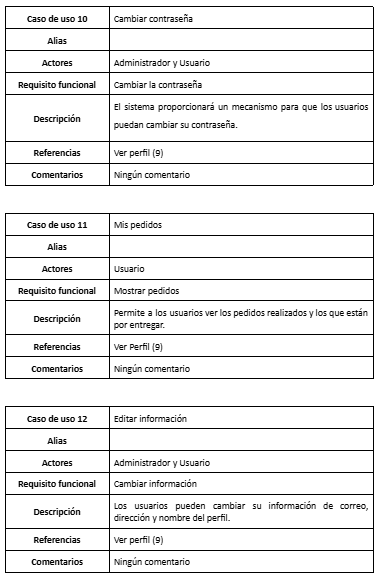 Caso de uso 10 Cambiar contraseña
Alias
Actores Administrador y Usuario
Requisito funcional Cambiar la contraseña
Descripción El sistema proporcionará un mecanismo para que los usuarios
puedan cambiar su contraseña.
Referencias Ver perfil (9)
Comentarios Ningún comentario
Caso de uso 11 Mis pedidos
Alias
Actores Usuario
Requisito funcional Mostrar pedidos
Descripción Permite a los usuarios ver los pedidos realizados y los que están
por entregar.
Referencias Ver Perfil (9)
Comentarios Ningún comentario
Caso de uso 12 Editar información
Alias
Actores Administrador y Usuario
Requisito funcional Cambiar información
Descripción Los usuarios pueden cambiar su información de correo,
dirección y nombre del perfil.
Referencias Ver perfil (9)
Comentarios Ningún comentario